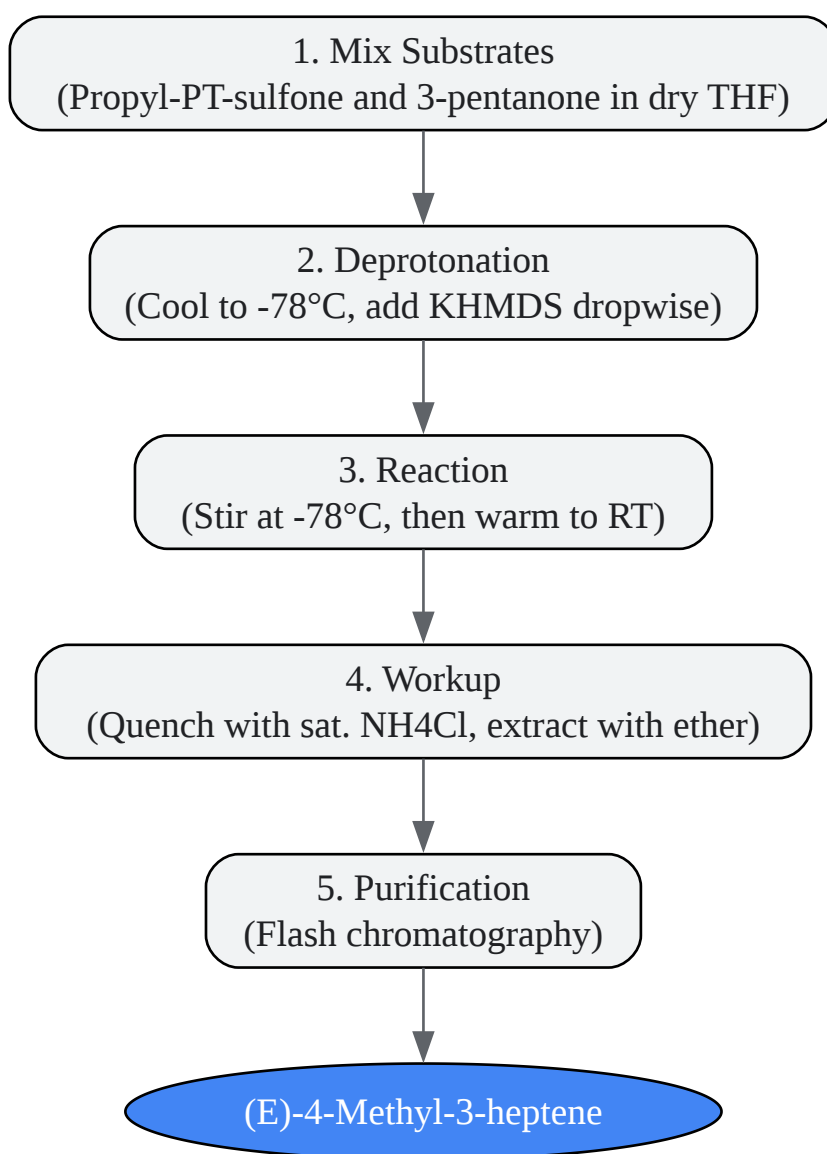 1. Mix Substrates
(Propyl-PT-sulfone and 3-pentanone in dry THF)
2. Deprotonation
(Cool to -78°C, add KHMDS dropwise)
3. Reaction
(Stir at -78°C, then warm to RT)
4. Workup
(Quench with sat. NH4Cl, extract with ether)
5. Purification
(Flash chromatography)
(E)-4-Methyl-3-heptene